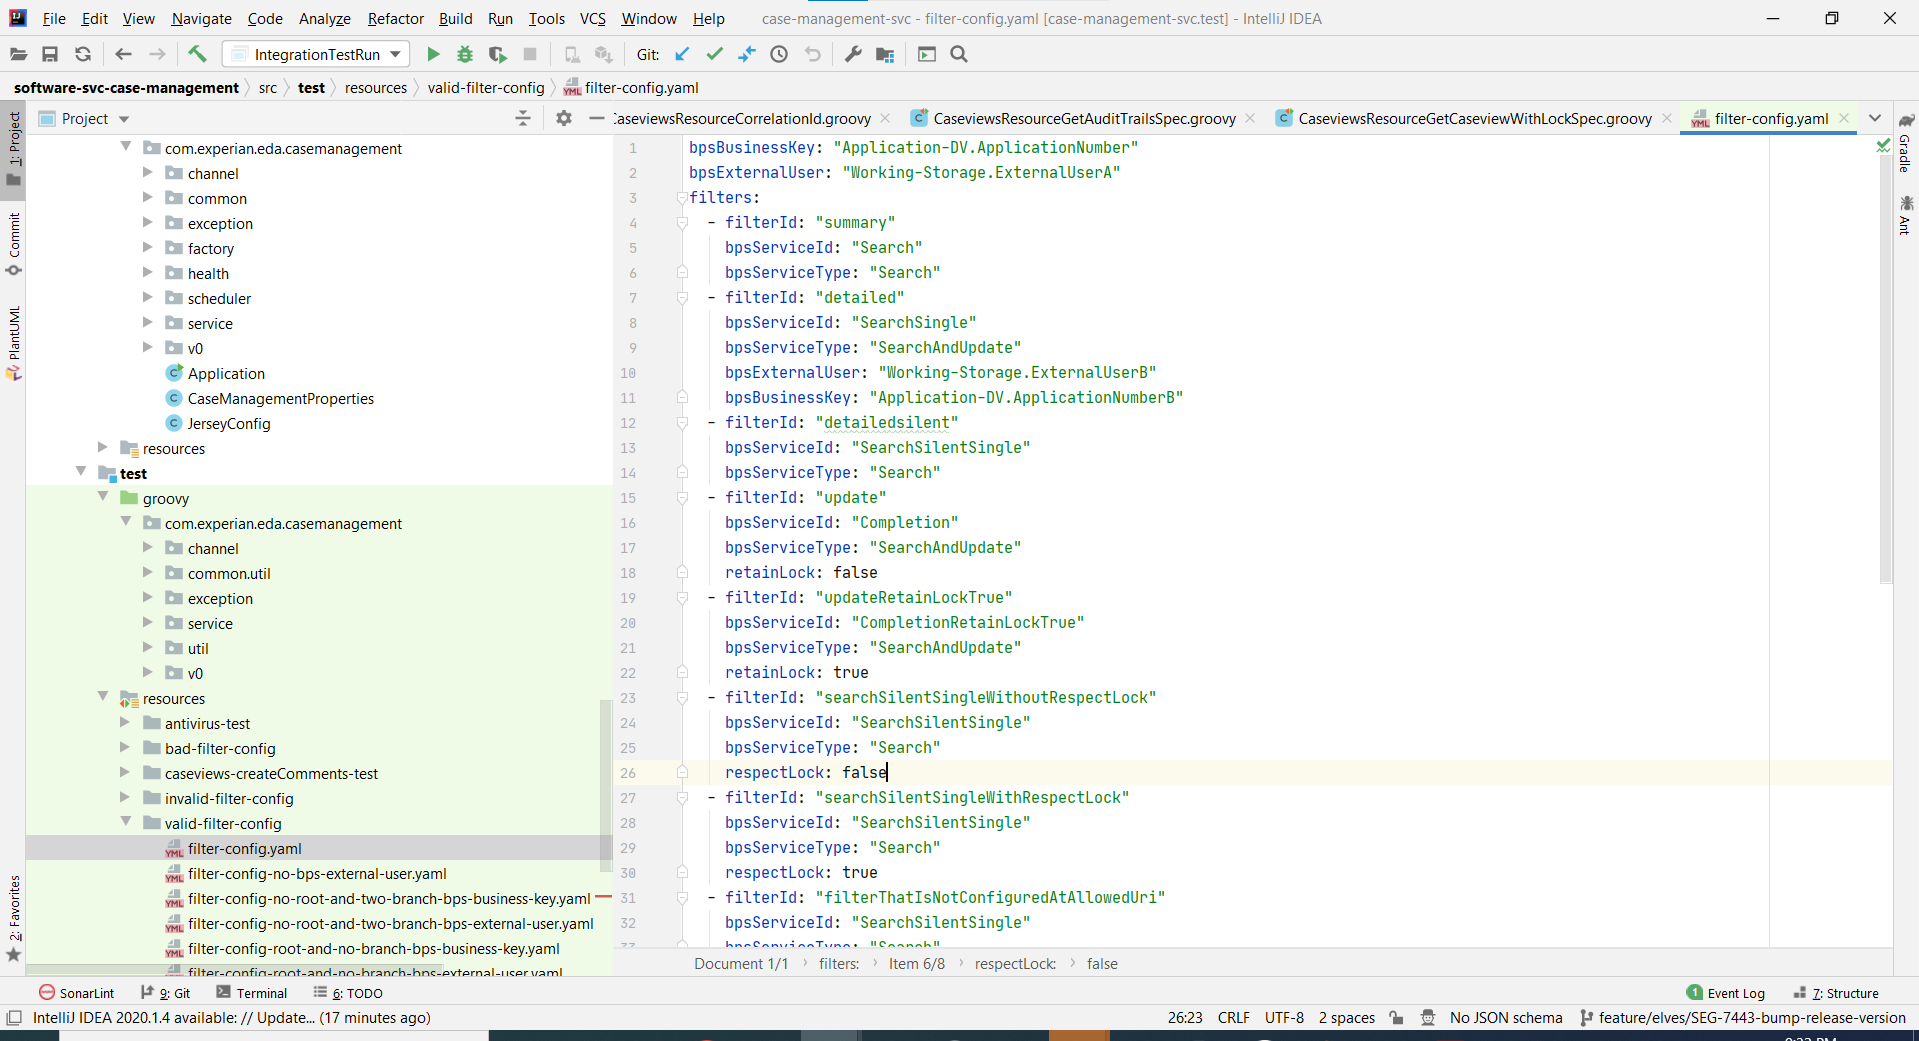 File Edit View Navigate Code Analyze Refactor Build Run Tools VCS Window Help case-management-svc - filter-config.yaml [case-management-svc.test] - IntelliJ IDEA
IntegrationTestRun Git:
software-svc-case-management src test resources valid-filter-config filter-config.yaml
Project
CaseviewsResourceGetAuditTrailsSpec.groovy CaseviewsResourceGetCaseviewWithLockSpec.groovy filter-config.yaml
1: Project
Commit
PlantUML
2: Favorites
com.experian.eda.casemanagement
channel
common
exception
factory
health
scheduler
service
v0
Application
CaseManagementProperties
JerseyConfig
resources
test
groovy
com.experian.eda.casemanagement
channel
common.util
exception
service
util
v0
resources
antivirus-test
bad-filter-config
caseviews-createComments-test
invalid-filter-config
valid-filter-config
filter-config.yaml
filter-config-no-bps-external-user.yaml
filter-config-no-root-and-two-branch-bps-business-key.yaml
filter-config-no-root-and-two-branch-bps-external-user.yaml
filter-config-root-and-no-branch-bps-business-key.yaml
filter-config-root-and-no-branch-bps-external-user.yaml
1 bpsBusinessKey: "Application-DV.ApplicationNumber"
2 bpsExternalUser: "Working-Storage.ExternalUserA"
3 filters:
4 - filterId: "summary"
5 bpsServiceId: "Search"
6 bpsServiceType: "Search"
7 - filterId: "detailed"
8 bpsServiceId: "SearchSingle"
9 bpsServiceType: "SearchAndUpdate"
10 bpsExternalUser: "Working-Storage.ExternalUserB"
11 bpsBusinessKey: "Application-DV.ApplicationNumberB"
12 - filterId: "detailedsilent"
13 bpsServiceId: "SearchSilentSingle"
14 bpsServiceType: "Search"
15 - filterId: "update"
16 bpsServiceId: "Completion"
17 bpsServiceType: "SearchAndUpdate"
18 retainLock: false
19 - filterId: "updateRetainLockTrue"
20 bpsServiceId: "CompletionRetainLockTrue"
21 bpsServiceType: "SearchAndUpdate"
22 retainLock: true
23 - filterId: "searchSilentSingleWithoutRespectLock"
24 bpsServiceId: "SearchSilentSingle"
25 bpsServiceType: "Search"
26 respectLock: false
27 - filterId: "searchSilentSingleWithRespectLock"
28 bpsServiceId: "SearchSilentSingle"
29 bpsServiceType: "Search"
30 respectLock: true
31 - filterId: "filterThatIsNotConfiguredAtAllowedUri"
32 bpsServiceId: "SearchSilentSingle"
33 bpsServiceType: "Search"
Gradle
Ant
Document 1/1 filters: Item 6/8 respectLock: false
SonarLint 9: Git Terminal 6: TODO 1 Event Log 7: Structure
IntelliJ IDEA 2020.1.4 available: // Update... (17 minutes ago) 26:23 CRLF UTF-8 2 spaces No JSON schema feature/elves/SEG-7443-bump-release-version